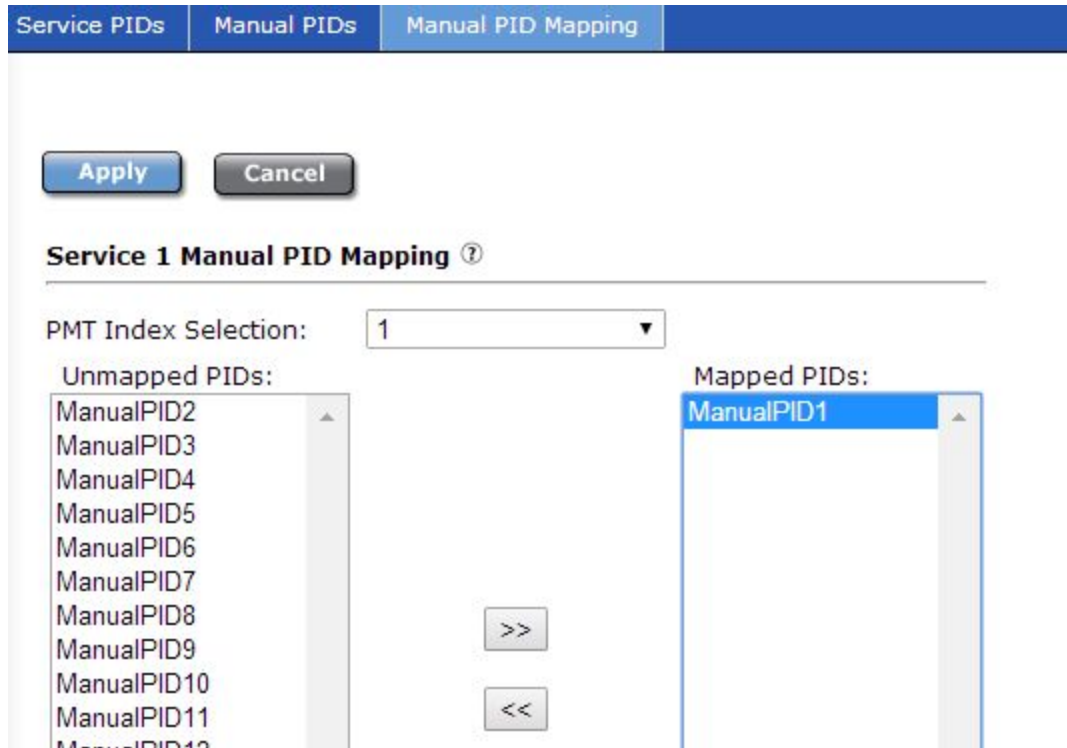 Service PIDs Manual PIDs Manual PID Mapping
Apply Cancel
Service 1 Manual PID Mapping ?
PMT Index Selection: 1
Unmapped PIDs: Mapped PIDs:
ManualPID2 ManualPID1
ManualPID3
ManualPID4
ManualPID5
ManualPID6
ManualPID7
ManualPID8
>>
ManualPID9
ManualPID10
<<
ManualPID11
ManualPID12